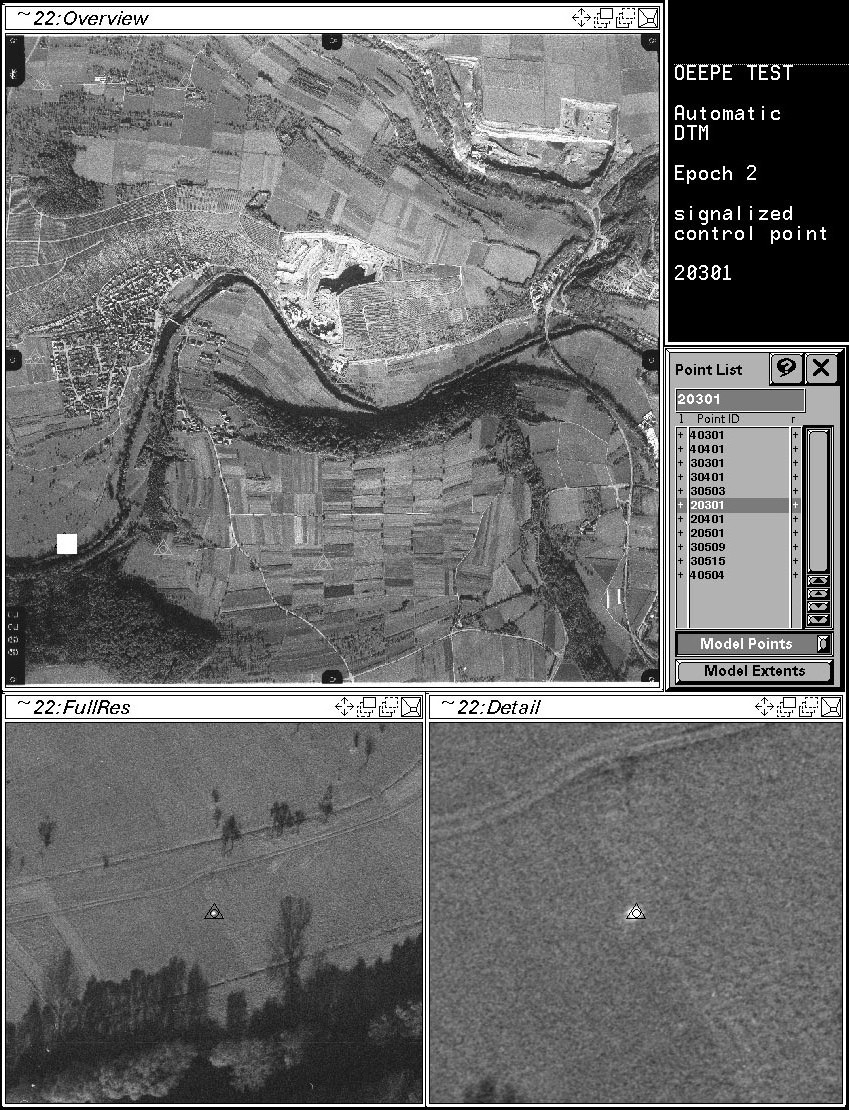 ~22:Overview
OEEPE TEST
Automatic
DTM
Epoch 2
signalized
control point
20301
Point List
20301
1 Point ID r
+ 40301 +
+ 40401 +
+ 30301 +
+ 30401 +
+ 30503 +
+ 20301 +
+ 20401 +
+ 20501 +
+ 30509 +
+ 30515 +
+ 40504 +
Model Points
Model Extents
~22:FullRes
~22:Detail